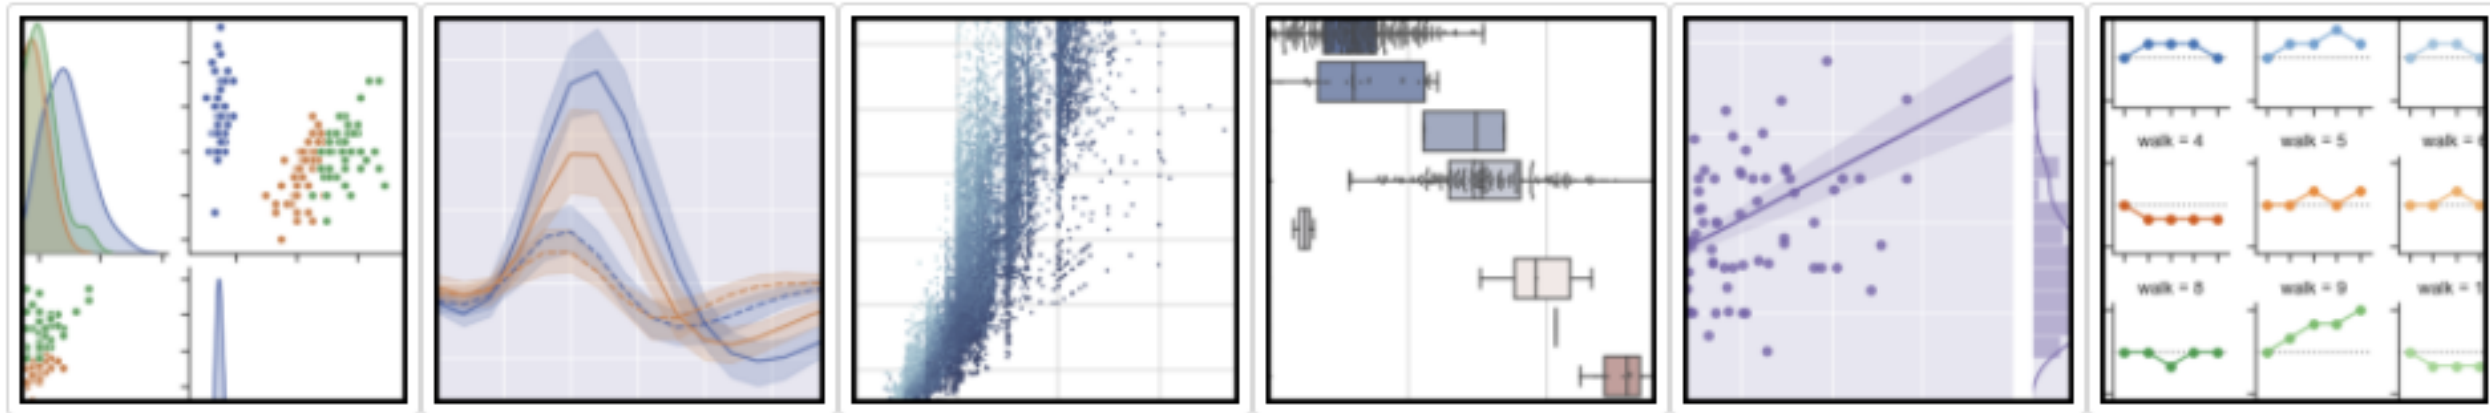 walk = 4 walk = 5
walk = 8 walk = 9